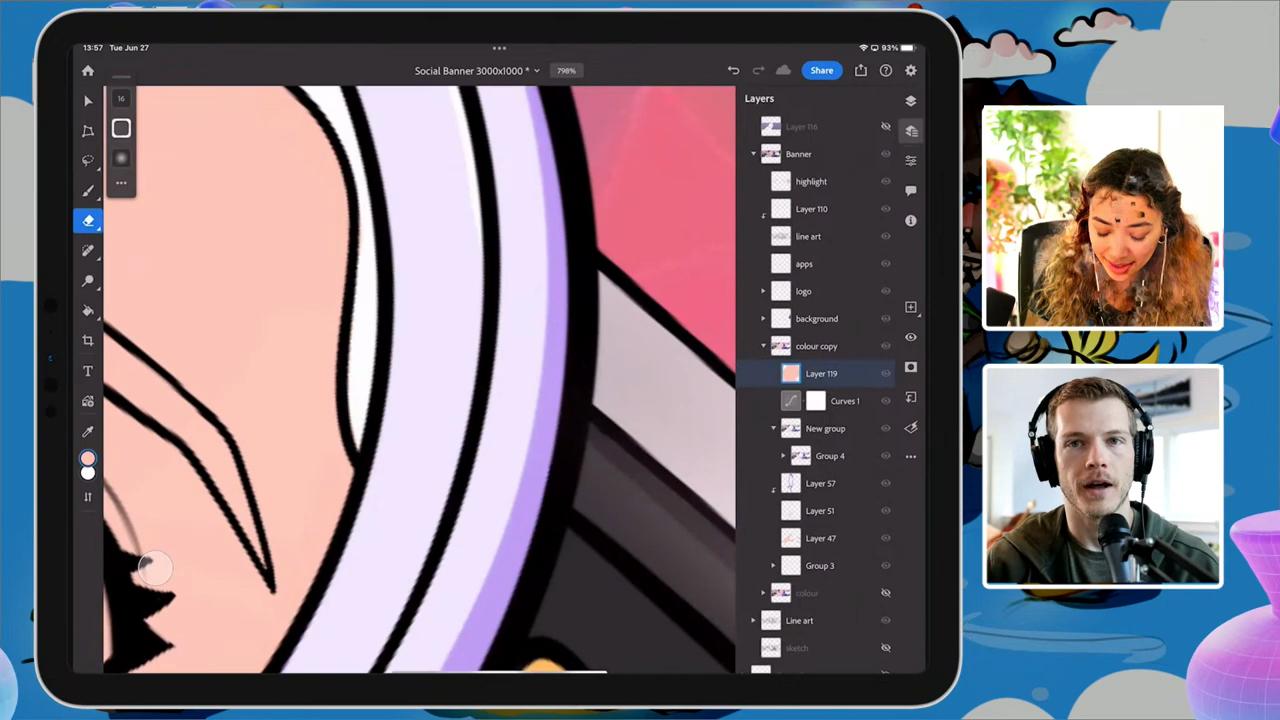 13:57 Tue Jun 27
93%
Social Banner 3000x1000 *
798%
Share
16
Layers
Layer 116
Banner
highlight
Layer 110
line art
apps
logo
background
colour copy
Layer 119
Curves 1
New group
Group 4
Layer 57
Layer 51
Layer 47
Group 3
colour
Line art
sketch